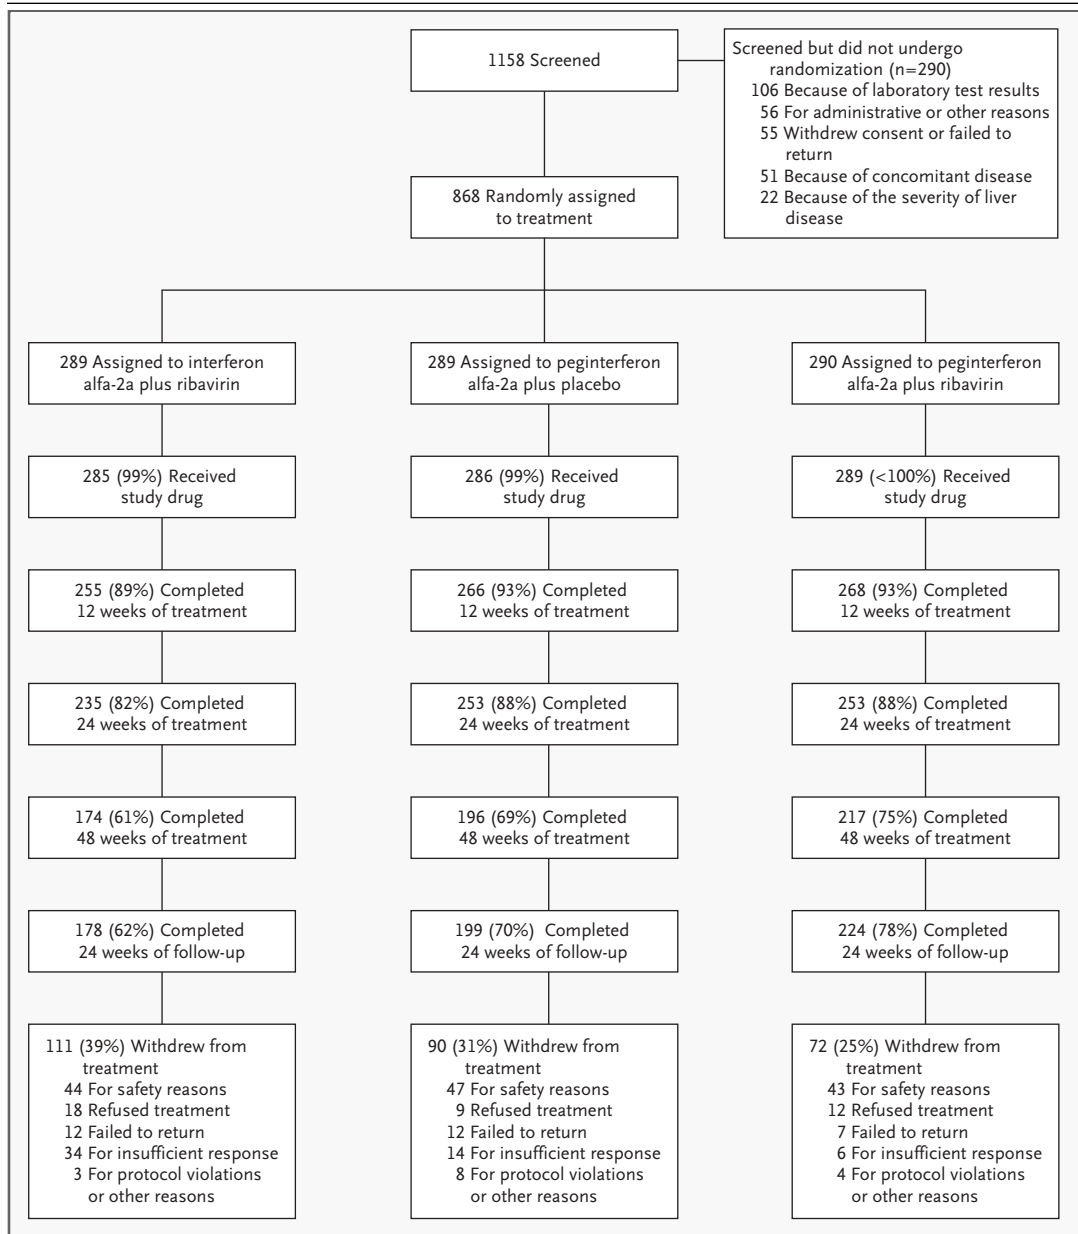 1158 Screened
Screened but did not undergo
randomization (n=290)
106 Because of laboratory test results
56 For administrative or other reasons
55 Withdrew consent or failed to
return
51 Because of concomitant disease
22 Because of the severity of liver
disease
868 Randomly assigned
to treatment
289 Assigned to interferon
alfa-2a plus ribavirin
289 Assigned to peginterferon
alfa-2a plus placebo
290 Assigned to peginterferon
alfa-2a plus ribavirin
285 (99%) Received
study drug
286 (99%) Received
study drug
289 (<100%) Received
study drug
255 (89%) Completed
12 weeks of treatment
266 (93%) Completed
12 weeks of treatment
268 (93%) Completed
12 weeks of treatment
235 (82%) Completed
24 weeks of treatment
253 (88%) Completed
24 weeks of treatment
253 (88%) Completed
24 weeks of treatment
174 (61%) Completed
48 weeks of treatment
196 (69%) Completed
48 weeks of treatment
217 (75%) Completed
48 weeks of treatment
178 (62%) Completed
24 weeks of follow-up
199 (70%) Completed
24 weeks of follow-up
224 (78%) Completed
24 weeks of follow-up
111 (39%) Withdrew from
treatment
44 For safety reasons
18 Refused treatment
12 Failed to return
34 For insufficient response
3 For protocol violations
or other reasons
90 (31%) Withdrew from
treatment
47 For safety reasons
9 Refused treatment
12 Failed to return
14 For insufficient response
8 For protocol violations
or other reasons
72 (25%) Withdrew from
treatment
43 For safety reasons
12 Refused treatment
7 Failed to return
6 For insufficient response
4 For protocol violations
or other reasons